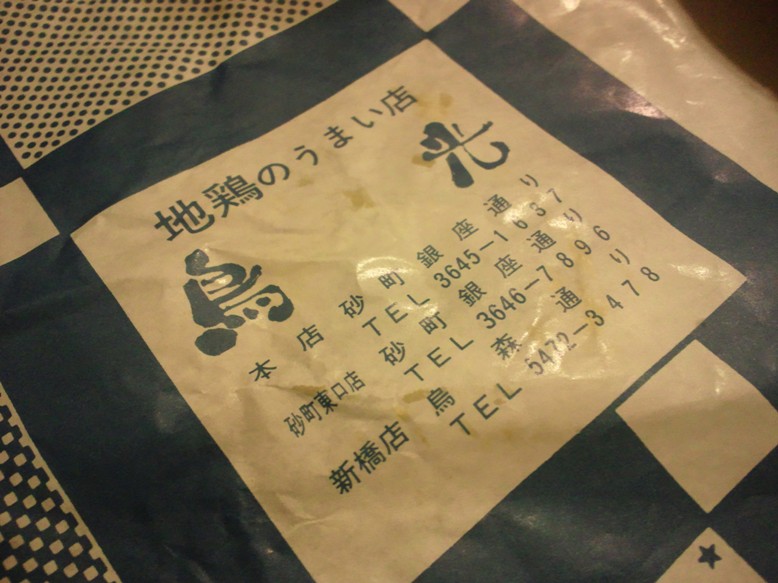 地鶏のうまい店
鳥光
本店 砂町銀座通り
TEL 3645-1637
砂町東口店 砂町銀座通り
TEL 3646-7896
新橋店 烏森通り
TEL 5472-3478